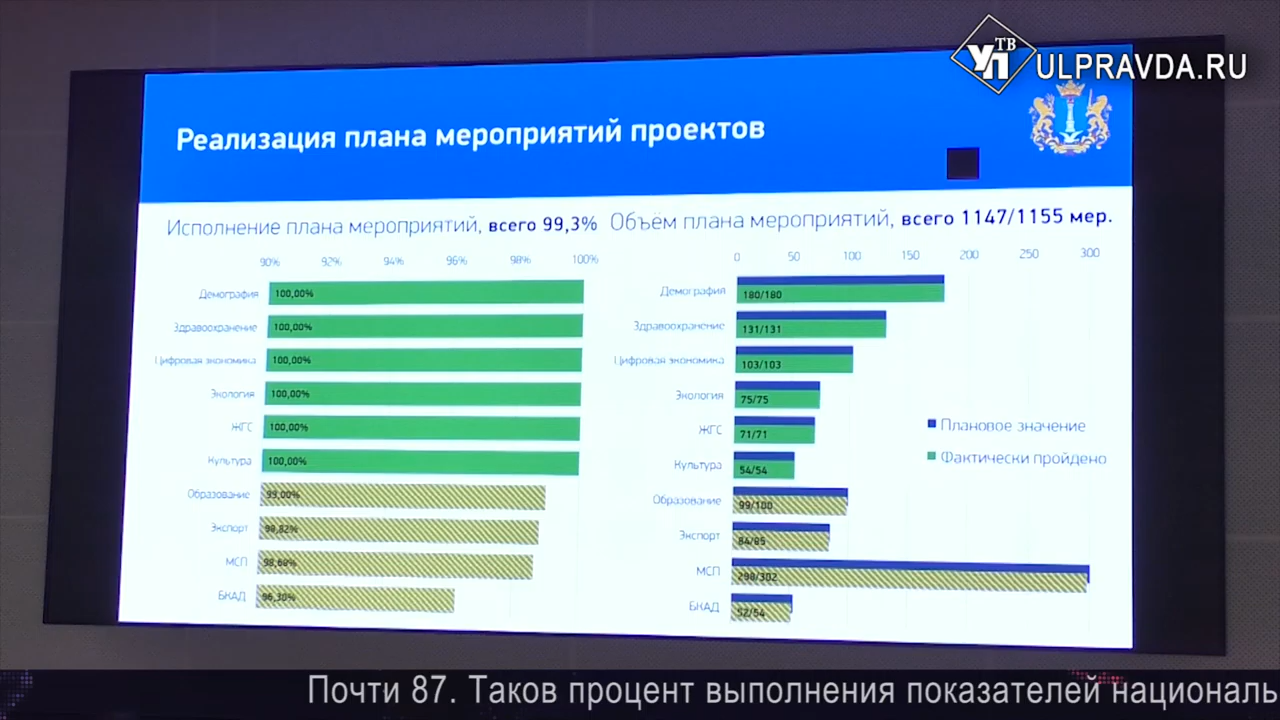 УП ТВ ULPRAVDA.RU
Реализация плана мероприятий проектов
Исполнение плана мероприятий, всего 99,3%
90% 92% 94% 96% 98% 100%
Демография 100,00%
Здравоохранение 100,00%
Цифровая экономика 100,00%
Экология 100,00%
ЖГС 100,00%
Культура 100,00%
Образование 99,00%
Экспорт 98,82%
МСП 98,68%
БКАД 96,30%
Объём плана мероприятий, всего 1147/1155 мер.
0 50 100 150 200 250 300
Демография 180/180
Здравоохранение 131/131
Цифровая экономика 103/103
Экология 75/75
ЖГС 71/71
Культура 54/54
Образование 99/100
Экспорт 84/85
МСП 298/302
БКАД 52/54
Плановое значение
Фактически пройдено
Почти 87. Таков процент выполнения показателей националь